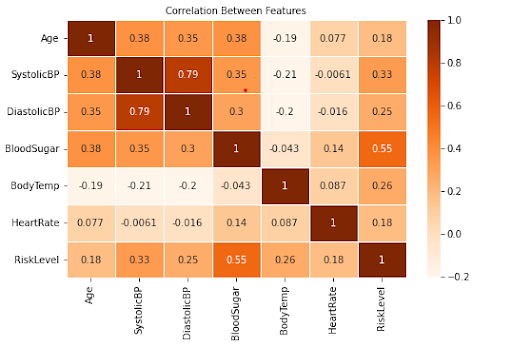 Correlation Between Features
Age 1 0.38 0.35 0.38 -0.19 0.077 0.18
SystolicBP 0.38 1 0.79 0.35 -0.21 -0.0061 0.33
DiastolicBP 0.35 0.79 1 0.3 -0.2 -0.016 0.25
BloodSugar 0.38 0.35 0.3 1 -0.043 0.14 0.55
BodyTemp -0.19 -0.21 -0.2 -0.043 1 0.087 0.26
HeartRate 0.077 -0.0061 -0.016 0.14 0.087 1 0.18
RiskLevel 0.18 0.33 0.25 0.55 0.26 0.18 1
Age SystolicBP DiastolicBP BloodSugar BodyTemp HeartRate RiskLevel
1.0
0.8
0.6
0.4
0.2
0.0
−0.2